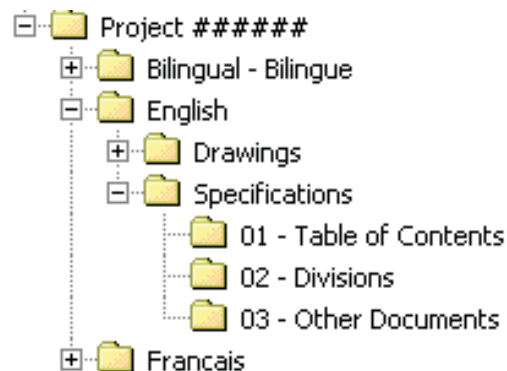 Project ######
Bilingual - Bilingue
English
Drawings
Specifications
01 - Table of Contents
02 - Divisions
03 - Other Documents
Francais